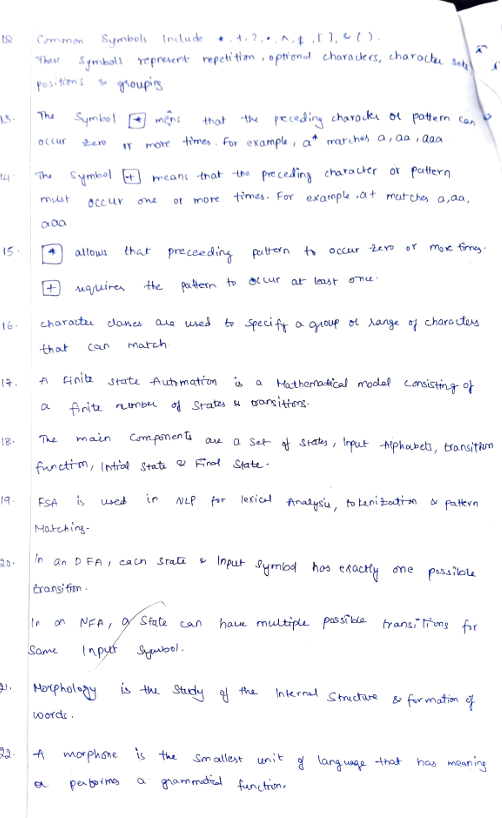 12 Common Symbols Include *, +, ?, ., ^, $, [ ], & ( ).
These Symbols represent repetition, optional characters, character sets
positions & grouping
13. The Symbol [*] means that the preceding character or pattern can
occur zero or more times. For example, a* matches a, aa, aaa
14. The Symbol [+] means that the preceding character or pattern
must occur one or more times. For example .a+ matches a, aa,
aaa
15. [*] allows that preceeding pattern to occur zero or more times.
[+] requires the pattern to occur at least once.
16. character classes are used to specify a group or range of characters
that can match
17. A finite state Automation is a Mathematical model consisting of
a finite number of States & transitions.
18. The main Components are a set of states, Input Alphabets, transition
function, Initial state & Final State.
19. FSA is used in NLP for lexical Analysis, tokenization & pattern
Matching.
20. In an DFA, each state & Input Symbol has exactly one possible
transition.
In an NFA, a State can have multiple possible transitions for
Same Input Symbol.
21. Morphology is the study of the Internal Structure & formation of
words.
22. A morphone is the smallest unit of language that has meaning
or performs a grammatical function.